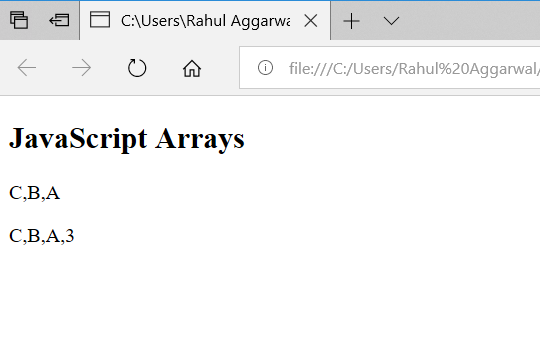 C:\Users\Rahul Aggarwa
file:///C:/Users/Rahul%20Aggarwal/
JavaScript Arrays
C,B,A
C,B,A,3